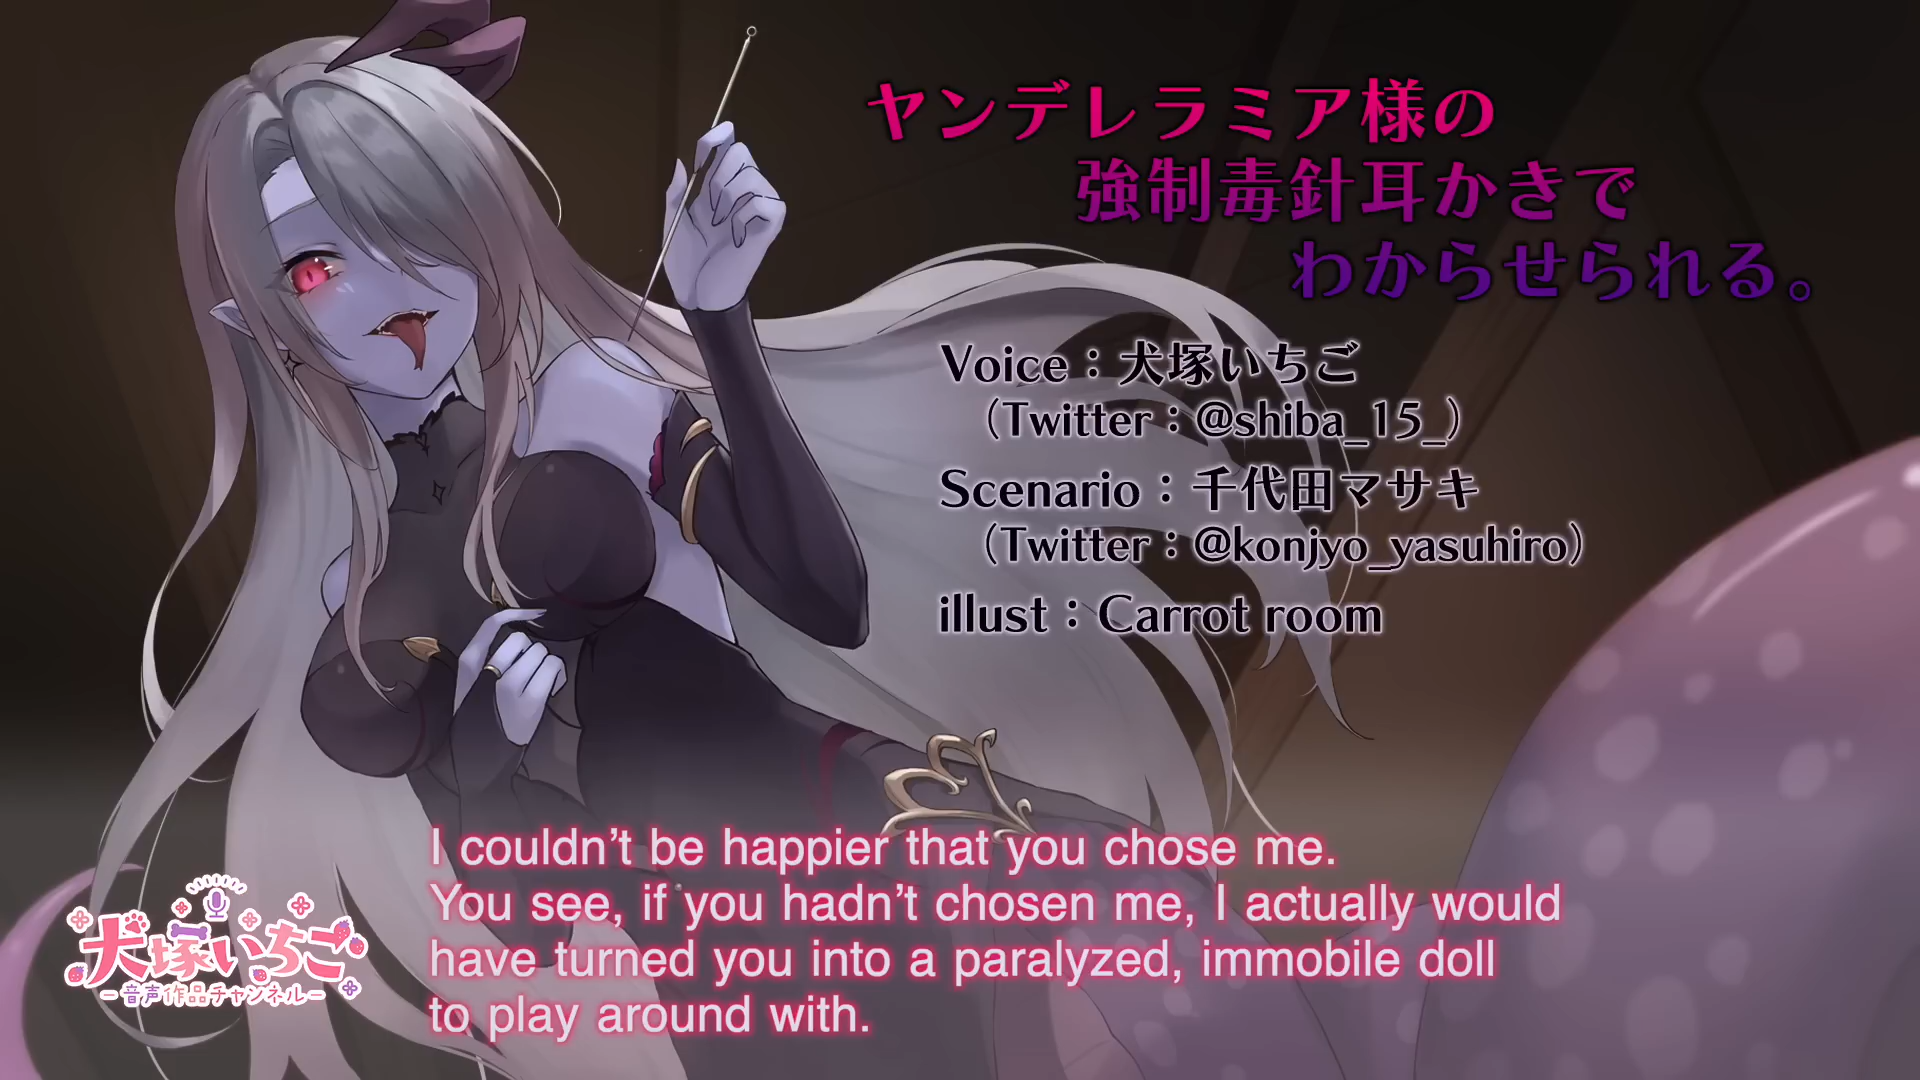 ヤンデレラミア様の
強制毒針耳かきで
わからせられる。
Voice：犬塚いちご
（Twitter：@shiba_15_）
Scenario：千代田マサキ
（Twitter：@konjyo_yasuhiro）
illust：Carrot room
I couldn't be happier that you chose me.
You see, if you hadn't chosen me, I actually would
have turned you into a paralyzed, immobile doll
to play around with.
犬塚いちご
－音声作品チャンネル－